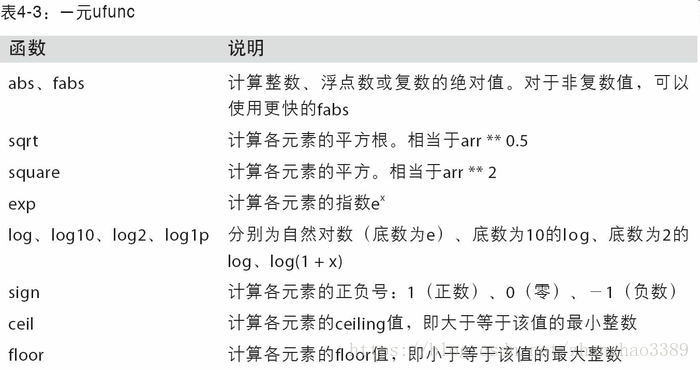 表4-3：一元ufunc
函数 说明
abs、fabs 计算整数、浮点数或复数的绝对值。对于非复数值，可以
使用更快的fabs
sqrt 计算各元素的平方根。相当于arr ** 0.5
square 计算各元素的平方。相当于arr ** 2
exp 计算各元素的指数eˣ
log、log10、log2、log1p 分别为自然对数（底数为e）、底数为10的log、底数为2的
log、log(1 + x)
sign 计算各元素的正负号：1（正数）、0（零）、－1（负数）
ceil 计算各元素的ceiling值，即大于等于该值的最小整数
floor 计算各元素的floor值，即小于等于该值的最大整数